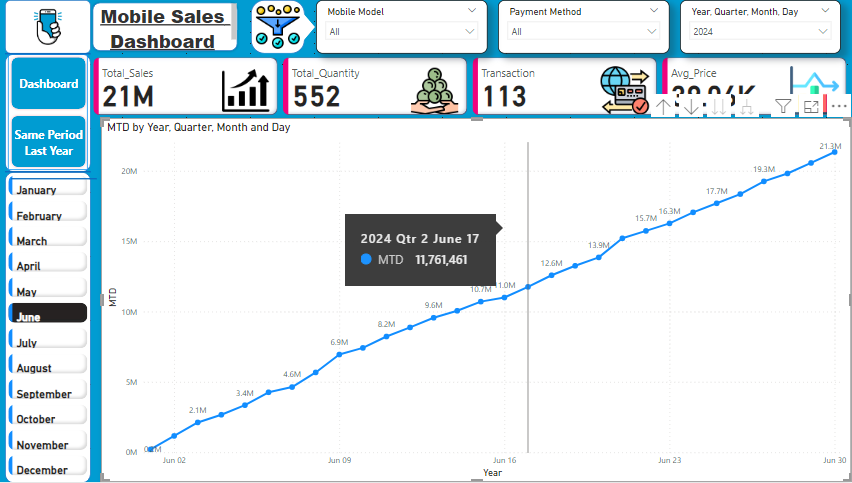 Mobile Sales
Dashboard
Mobile Model
All
Payment Method
All
Year, Quarter, Month, Day
2024
Dashboard
Same Period
Last Year
Total_Sales
21M
Total_Quantity
552
Transaction
113
Avg_Price
MTD by Year, Quarter, Month and Day
January
February
March
April
May
June
July
August
September
October
November
December
MTD
20M
15M
10M
5M
0M
2.1M
3.4M
4.6M
6.9M
8.2M
9.6M
10.7M
11.0M
12.6M
13.9M
15.7M
16.3M
17.7M
19.3M
21.3M
2024 Qtr 2 June 17
MTD 11,761,461
Jun 02
Jun 09
Jun 16
Jun 23
Jun 30
Year